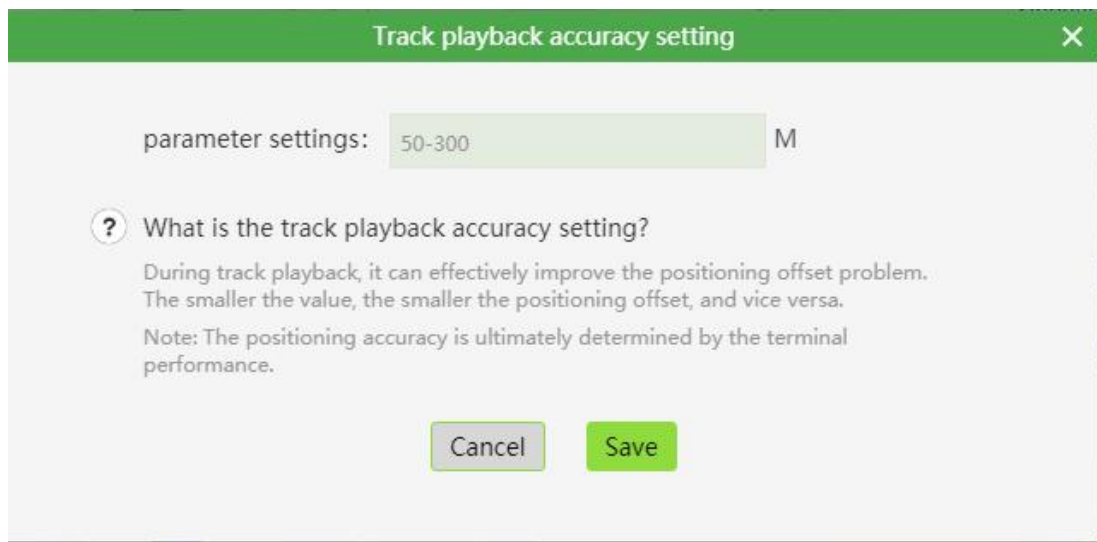 Track playback accuracy setting
parameter settings: 50-300 M
? What is the track playback accuracy setting?
During track playback, it can effectively improve the positioning offset problem.
The smaller the value, the smaller the positioning offset, and vice versa.
Note: The positioning accuracy is ultimately determined by the terminal
performance.
Cancel Save